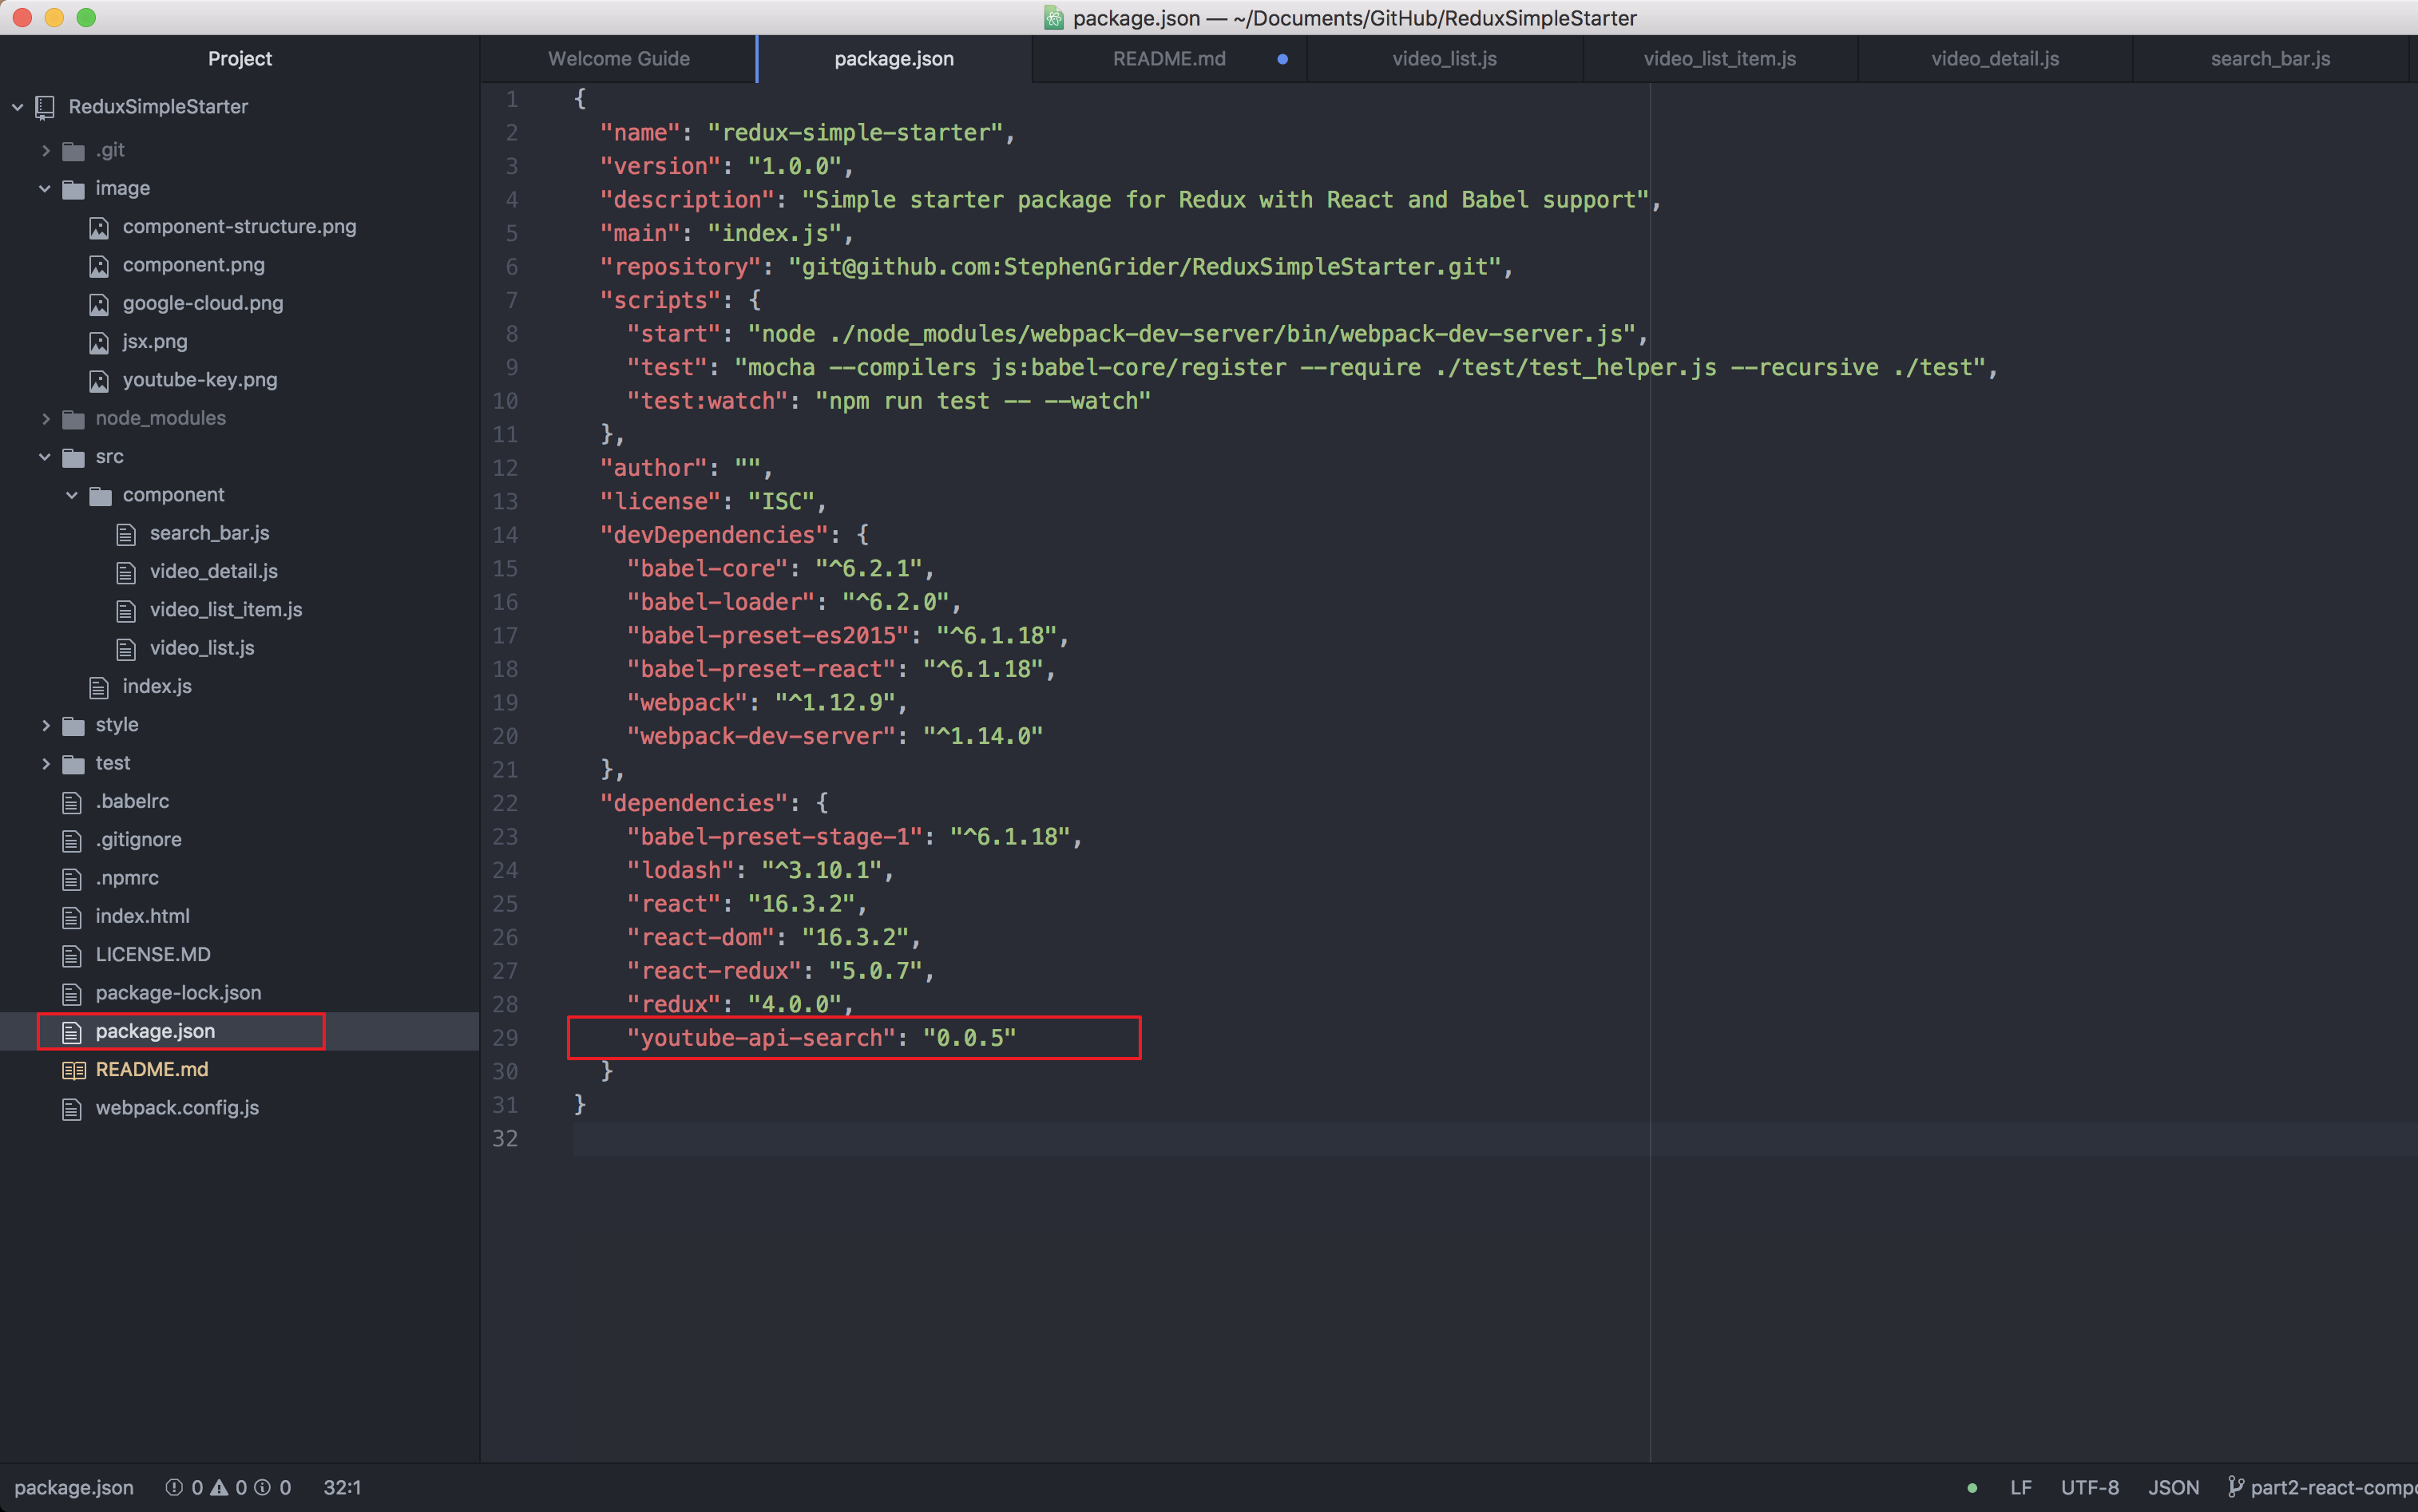 package.json — ~/Documents/GitHub/ReduxSimpleStarter
Project
Welcome Guide
package.json
README.md
video_list.js
video_list_item.js
video_detail.js
search_bar.js
ReduxSimpleStarter
.git
image
component-structure.png
component.png
google-cloud.png
jsx.png
youtube-key.png
node_modules
src
component
search_bar.js
video_detail.js
video_list_item.js
video_list.js
index.js
style
test
.babelrc
.gitignore
.npmrc
index.html
LICENSE.MD
package-lock.json
package.json
README.md
webpack.config.js
1 {
2 "name": "redux-simple-starter",
3 "version": "1.0.0",
4 "description": "Simple starter package for Redux with React and Babel support",
5 "main": "index.js",
6 "repository": "git@github.com:StephenGrider/ReduxSimpleStarter.git",
7 "scripts": {
8 "start": "node ./node_modules/webpack-dev-server/bin/webpack-dev-server.js",
9 "test": "mocha --compilers js:babel-core/register --require ./test/test_helper.js --recursive ./test",
10 "test:watch": "npm run test -- --watch"
11 },
12 "author": "",
13 "license": "ISC",
14 "devDependencies": {
15 "babel-core": "^6.2.1",
16 "babel-loader": "^6.2.0",
17 "babel-preset-es2015": "^6.1.18",
18 "babel-preset-react": "^6.1.18",
19 "webpack": "^1.12.9",
20 "webpack-dev-server": "^1.14.0"
21 },
22 "dependencies": {
23 "babel-preset-stage-1": "^6.1.18",
24 "lodash": "^3.10.1",
25 "react": "16.3.2",
26 "react-dom": "16.3.2",
27 "react-redux": "5.0.7",
28 "redux": "4.0.0",
29 "youtube-api-search": "0.0.5"
30 }
31 }
32
package.json 0 0 0 32:1
LF UTF-8 JSON part2-react-compo